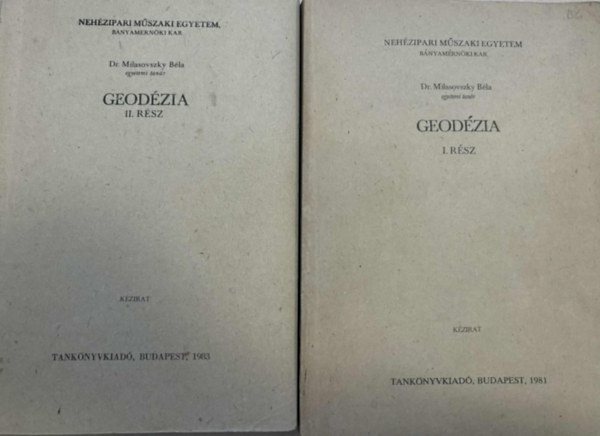 NEHÉZIPARI MŰSZAKI EGYETEM,
BÁNYAMÉRNÖKI KAR
Dr. Milasovszky Béla
egyetemi tanár
GEODÉZIA
II. RÉSZ
KÉZIRAT
TANKÖNYVKIADÓ, BUDAPEST, 1983
NEHÉZIPARI MŰSZAKI EGYETEM
BÁNYAMÉRNÖKI KAR
Dr. Milasovszky Béla
egyetemi tanár
GEODÉZIA
I. RÉSZ
KÉZIRAT
TANKÖNYVKIADÓ, BUDAPEST, 1981